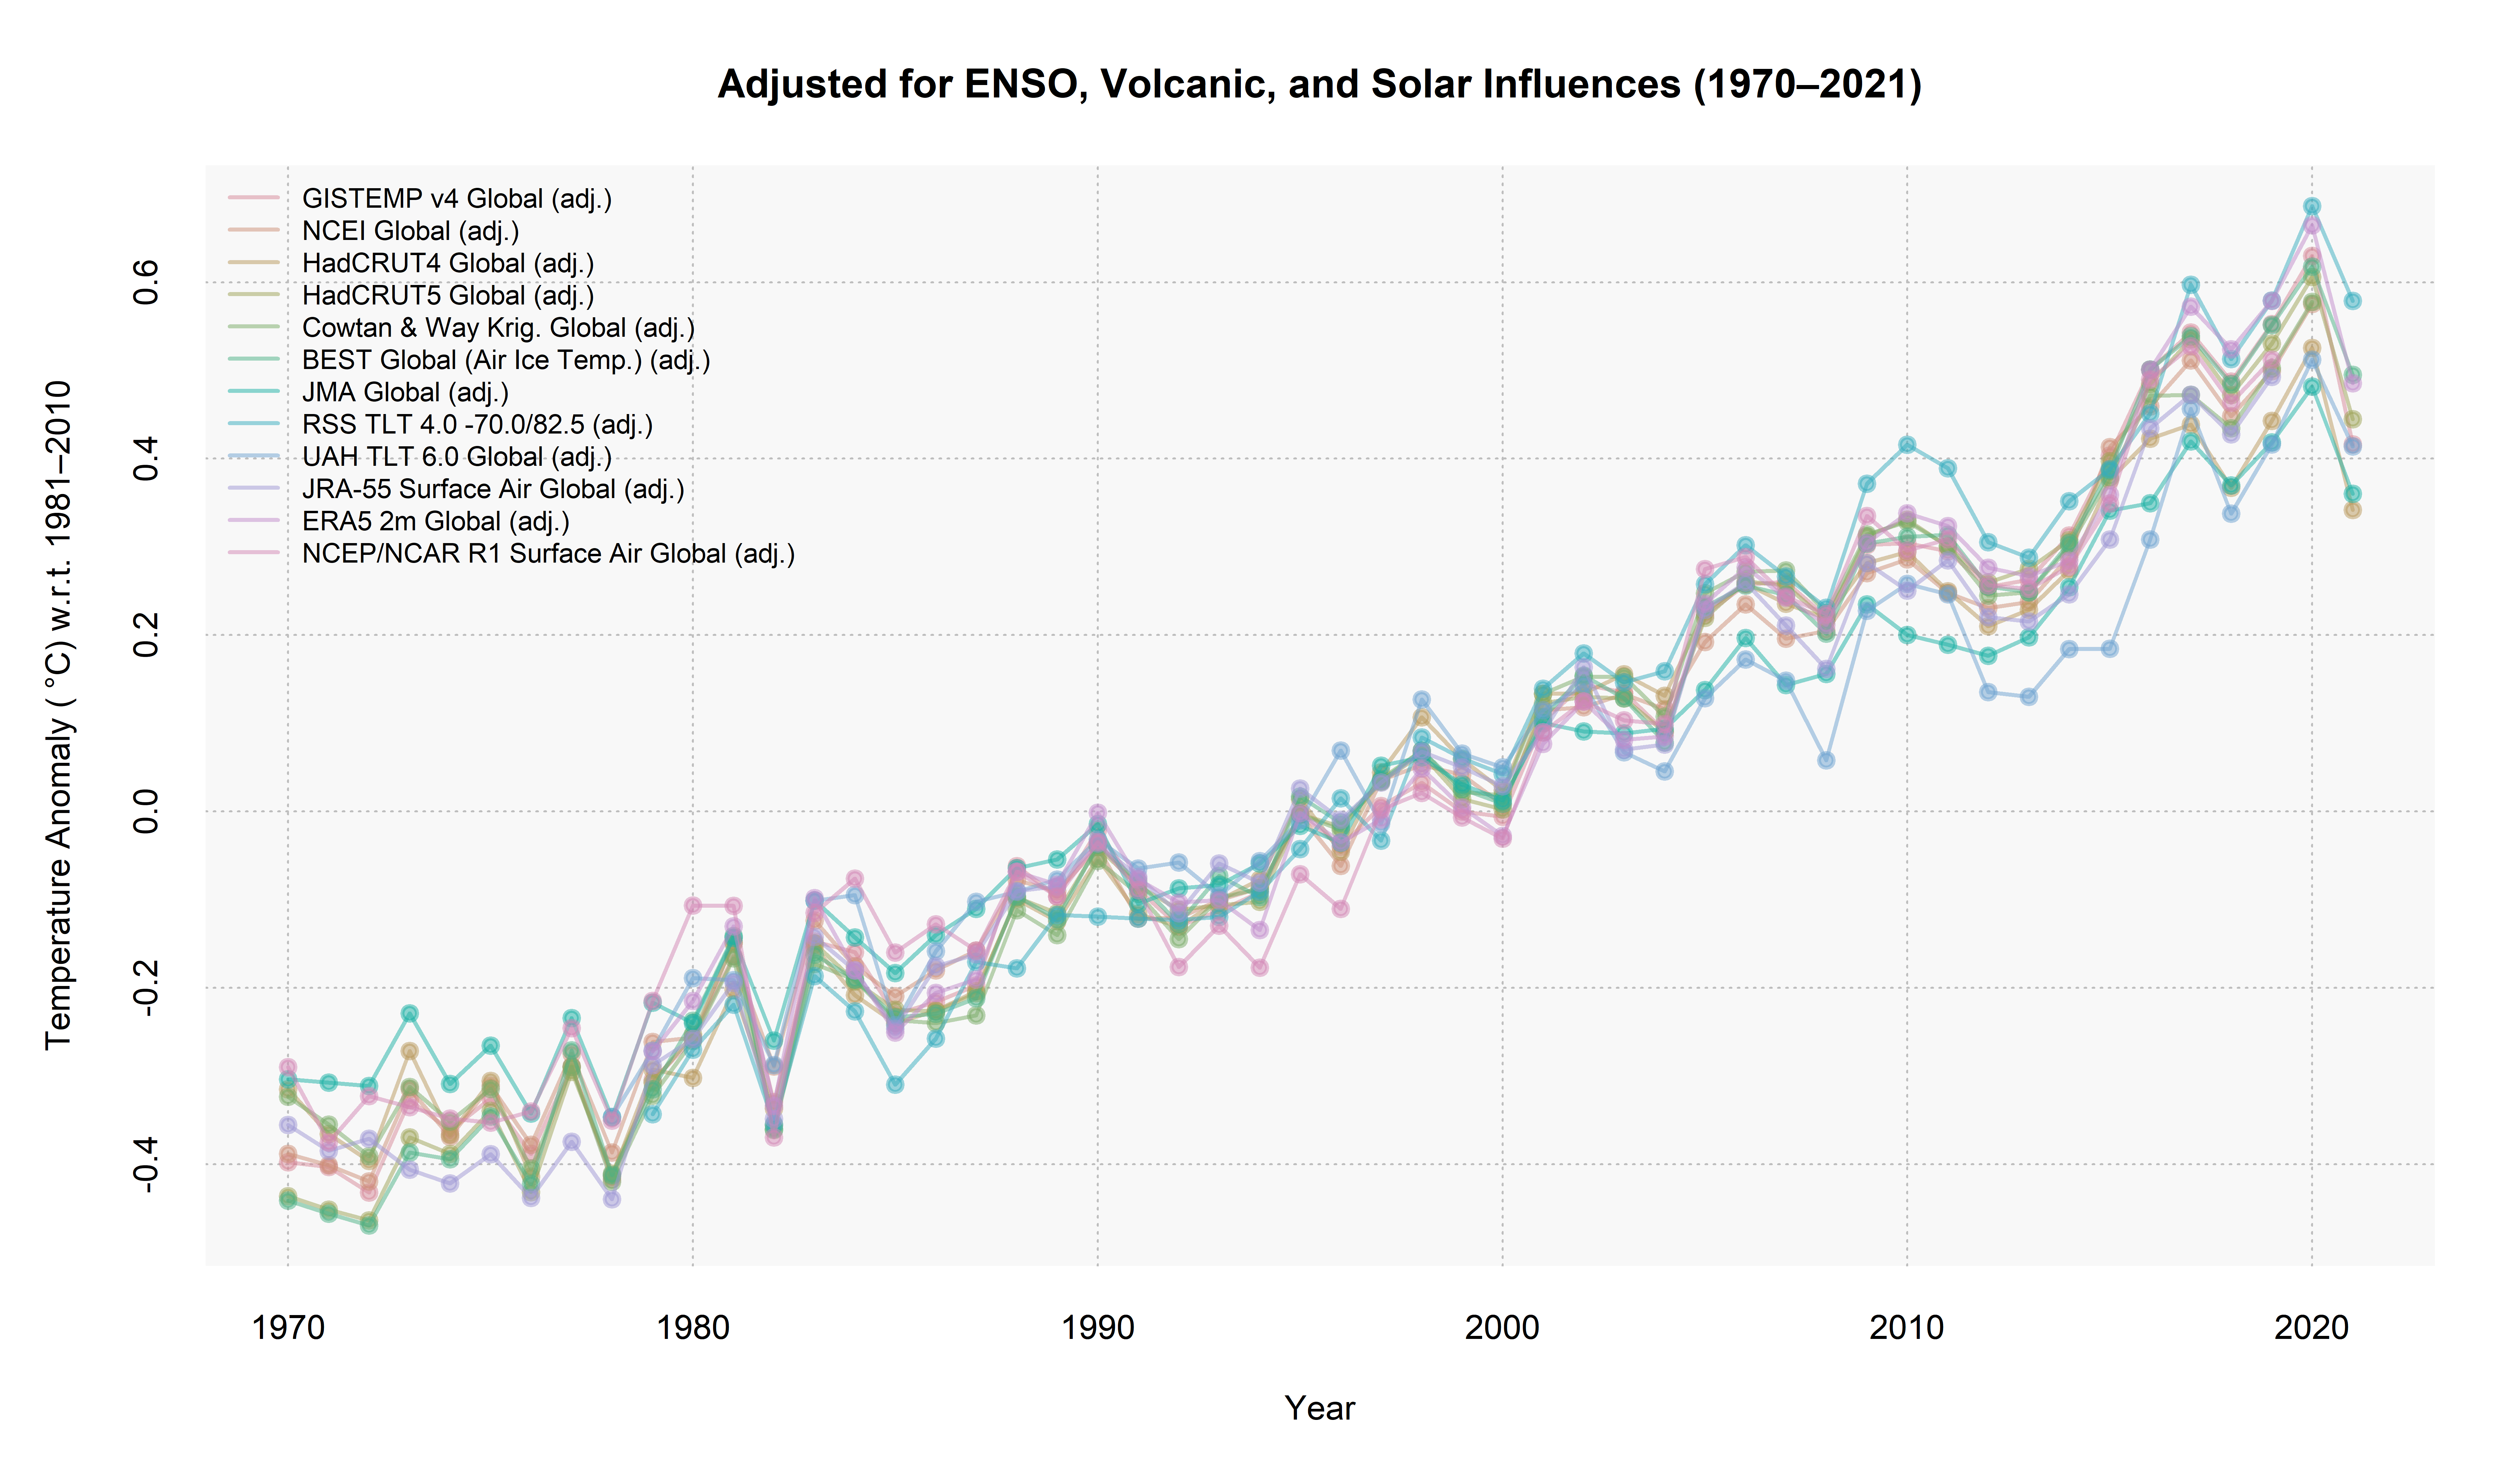 Adjusted for ENSO, Volcanic, and Solar Influences (1970–2021)
Temperature Anomaly ( °C) w.r.t. 1981–2010
0.6
0.4
0.2
0.0
-0.2
-0.4
GISTEMP v4 Global (adj.)
NCEI Global (adj.)
HadCRUT4 Global (adj.)
HadCRUT5 Global (adj.)
Cowtan & Way Krig. Global (adj.)
BEST Global (Air Ice Temp.) (adj.)
JMA Global (adj.)
RSS TLT 4.0 -70.0/82.5 (adj.)
UAH TLT 6.0 Global (adj.)
JRA-55 Surface Air Global (adj.)
ERA5 2m Global (adj.)
NCEP/NCAR R1 Surface Air Global (adj.)
1970 1980 1990 2000 2010 2020
Year